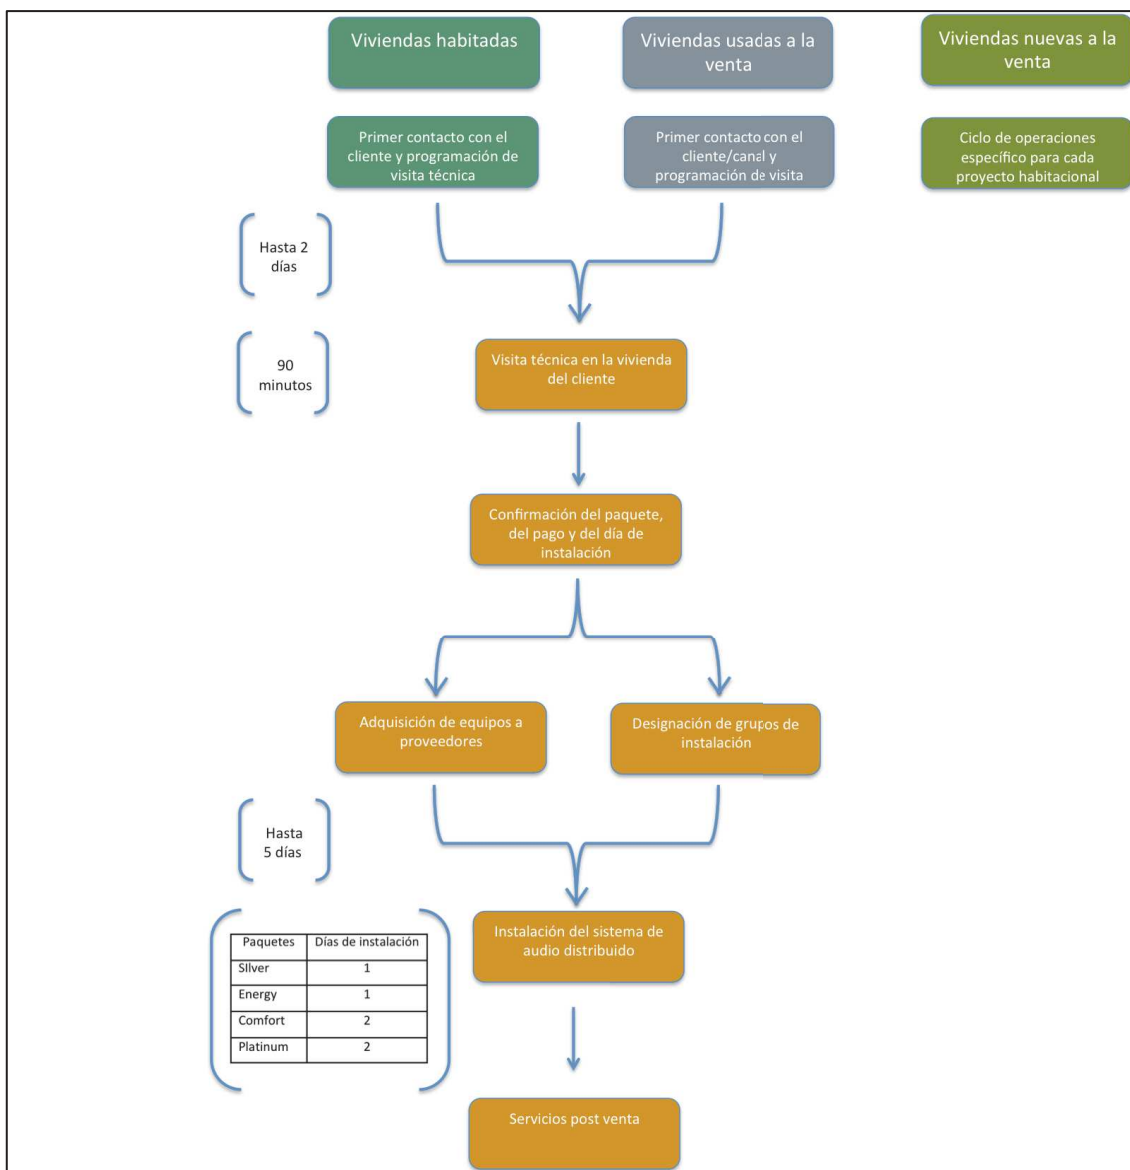 Viviendas habitadas
Viviendas usadas a la
venta
Viviendas nuevas a la
venta
Primer contacto con el
cliente y programación de
visita técnica
Primer contacto con el
cliente/canal y
programación de visita
Ciclo de operaciones
específico para cada
proyecto habitacional
Hasta 2
días
90
minutos
Visita técnica en la vivienda
del cliente
Confirmación del paquete,
del pago y del día de
instalación
Adquisición de equipos a
proveedores
Designación de grupos de
instalación
Hasta
5 días
Instalación del sistema de
audio distribuido
Paquetes Días de instalación
SIlver 1
Energy 1
Comfort 2
Platinum 2
Servicios post venta